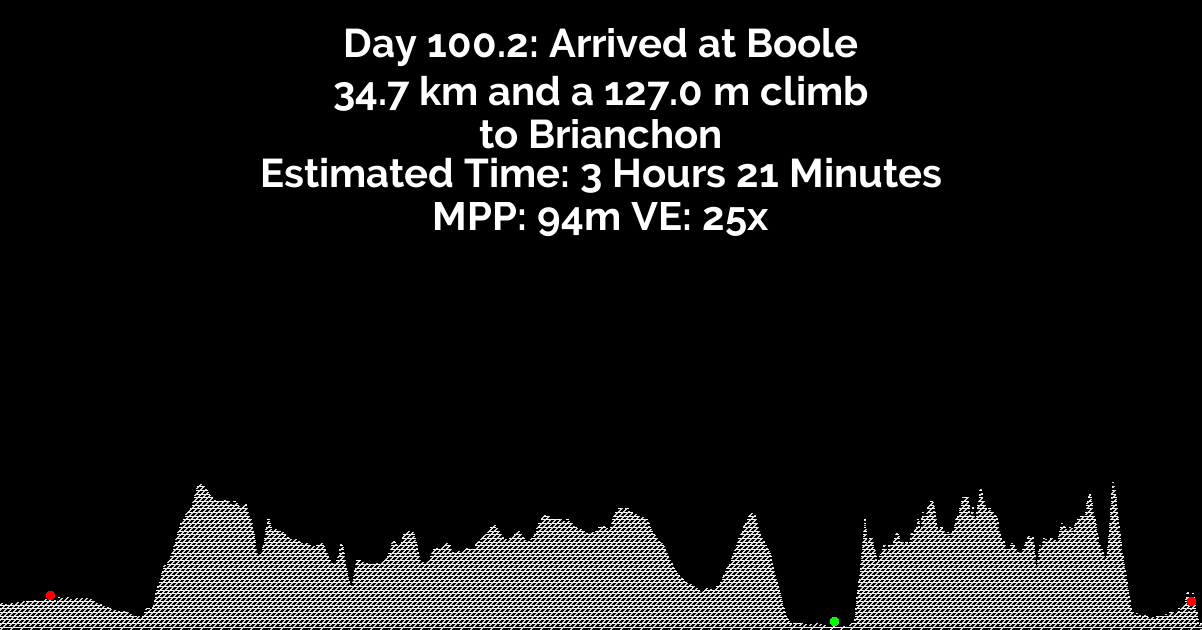 Day 100.2: Arrived at Boole
34.7 km and a 127.0 m climb
to Brianchon
Estimated Time: 3 Hours 21 Minutes
MPP: 94m VE: 25x